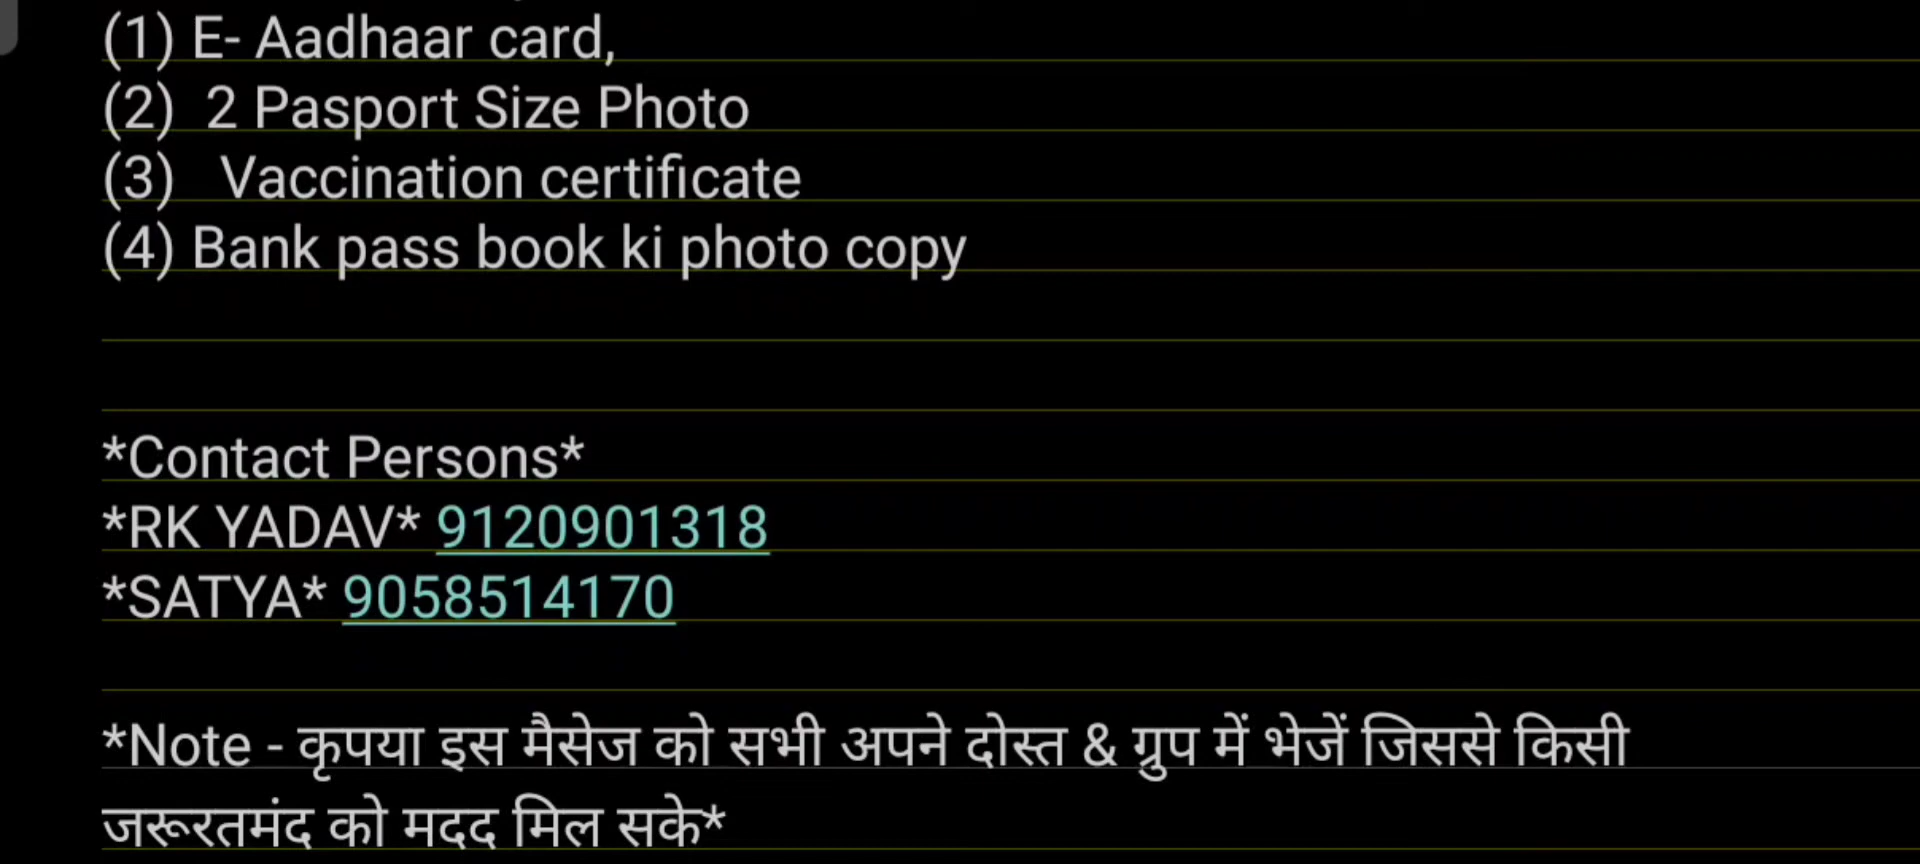 (1) E- Aadhaar card,
(2) 2 Pasport Size Photo
(3) Vaccination certificate
(4) Bank pass book ki photo copy
*Contact Persons*
*RK YADAV* 9120901318
*SATYA* 9058514170
*Note - कृपया इस मैसेज को सभी अपने दोस्त & ग्रुप में भेजें जिससे किसी
जरूरतमंद को मदद मिल सके*